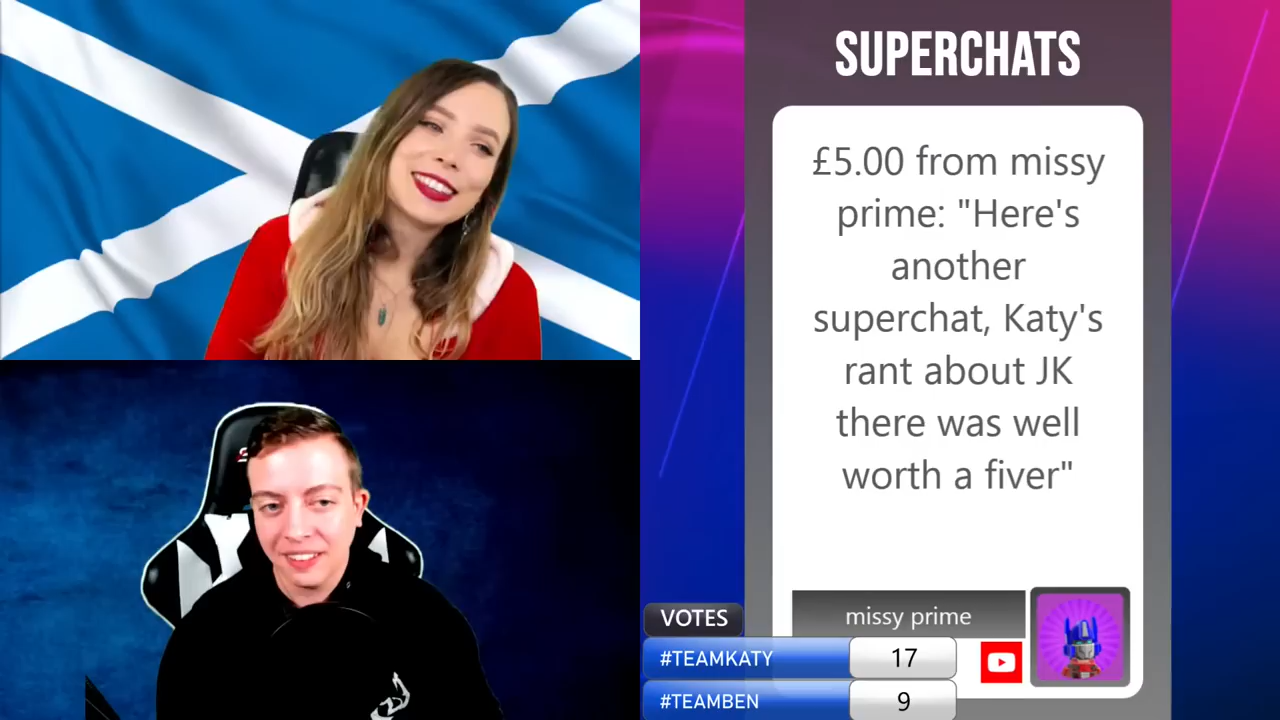 SUPERCHATS
£5.00 from missy
prime: "Here's
another
superchat, Katy's
rant about JK
there was well
worth a fiver"
missy prime
VOTES
#TEAMKATY 17
#TEAMBEN 9